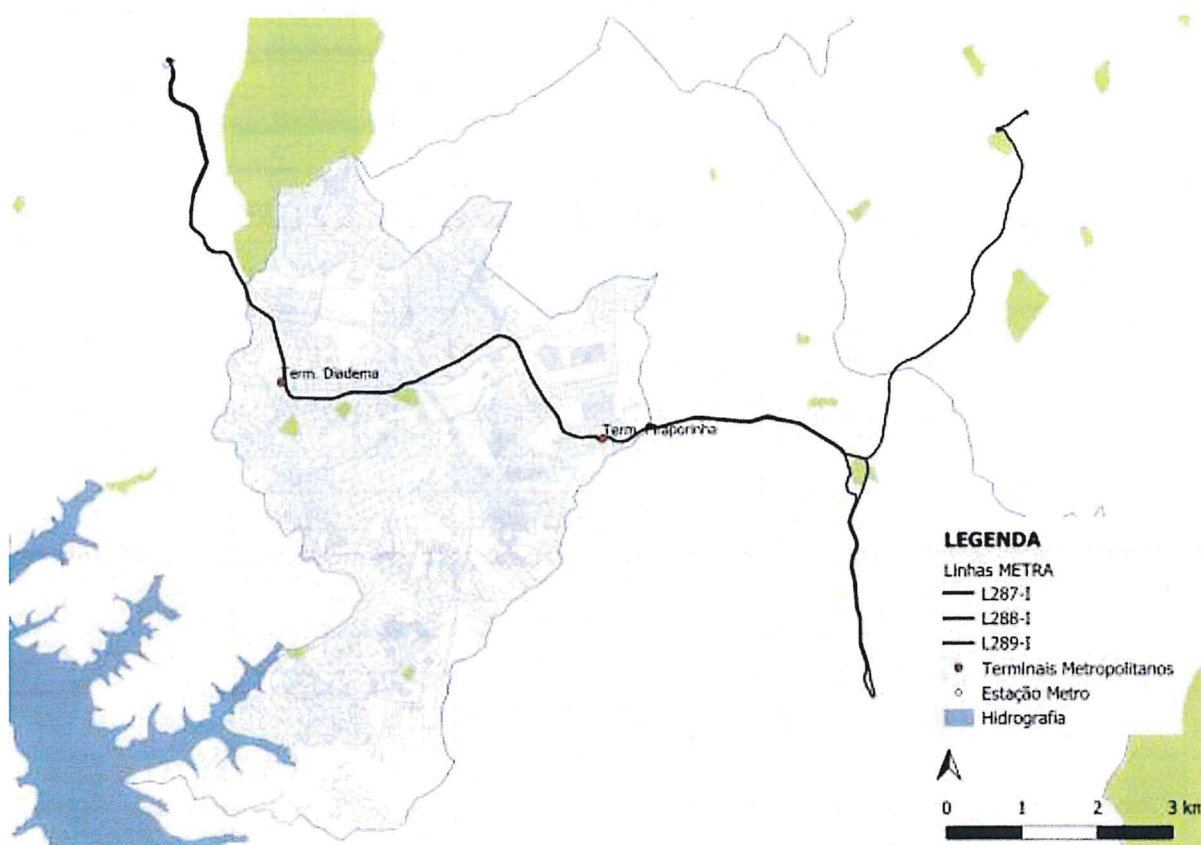 Term. Diadema
Term. Piraporinha
LEGENDA
Linhas METRA
L287-I
L288-I
L289-I
Terminais Metropolitanos
Estação Metro
Hidrografia
0 1 2 3 km